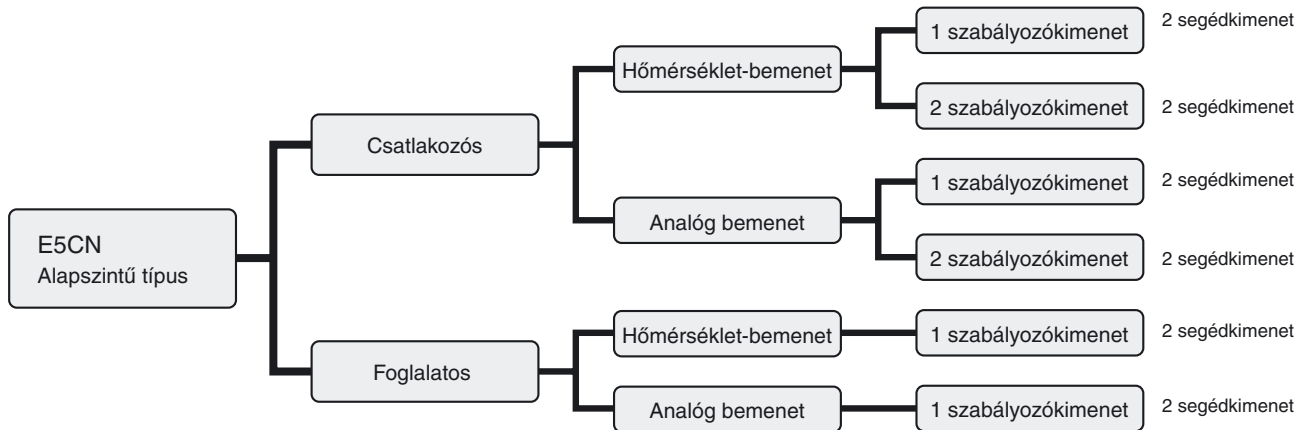 1 szabályozókimenet 2 segédkimenet
Hőmérséklet-bemenet
2 szabályozókimenet 2 segédkimenet
Csatlakozós
1 szabályozókimenet 2 segédkimenet
Analóg bemenet
2 szabályozókimenet 2 segédkimenet
E5CN
Alapszintű típus
Hőmérséklet-bemenet 1 szabályozókimenet 2 segédkimenet
Foglalatos
Analóg bemenet 1 szabályozókimenet 2 segédkimenet